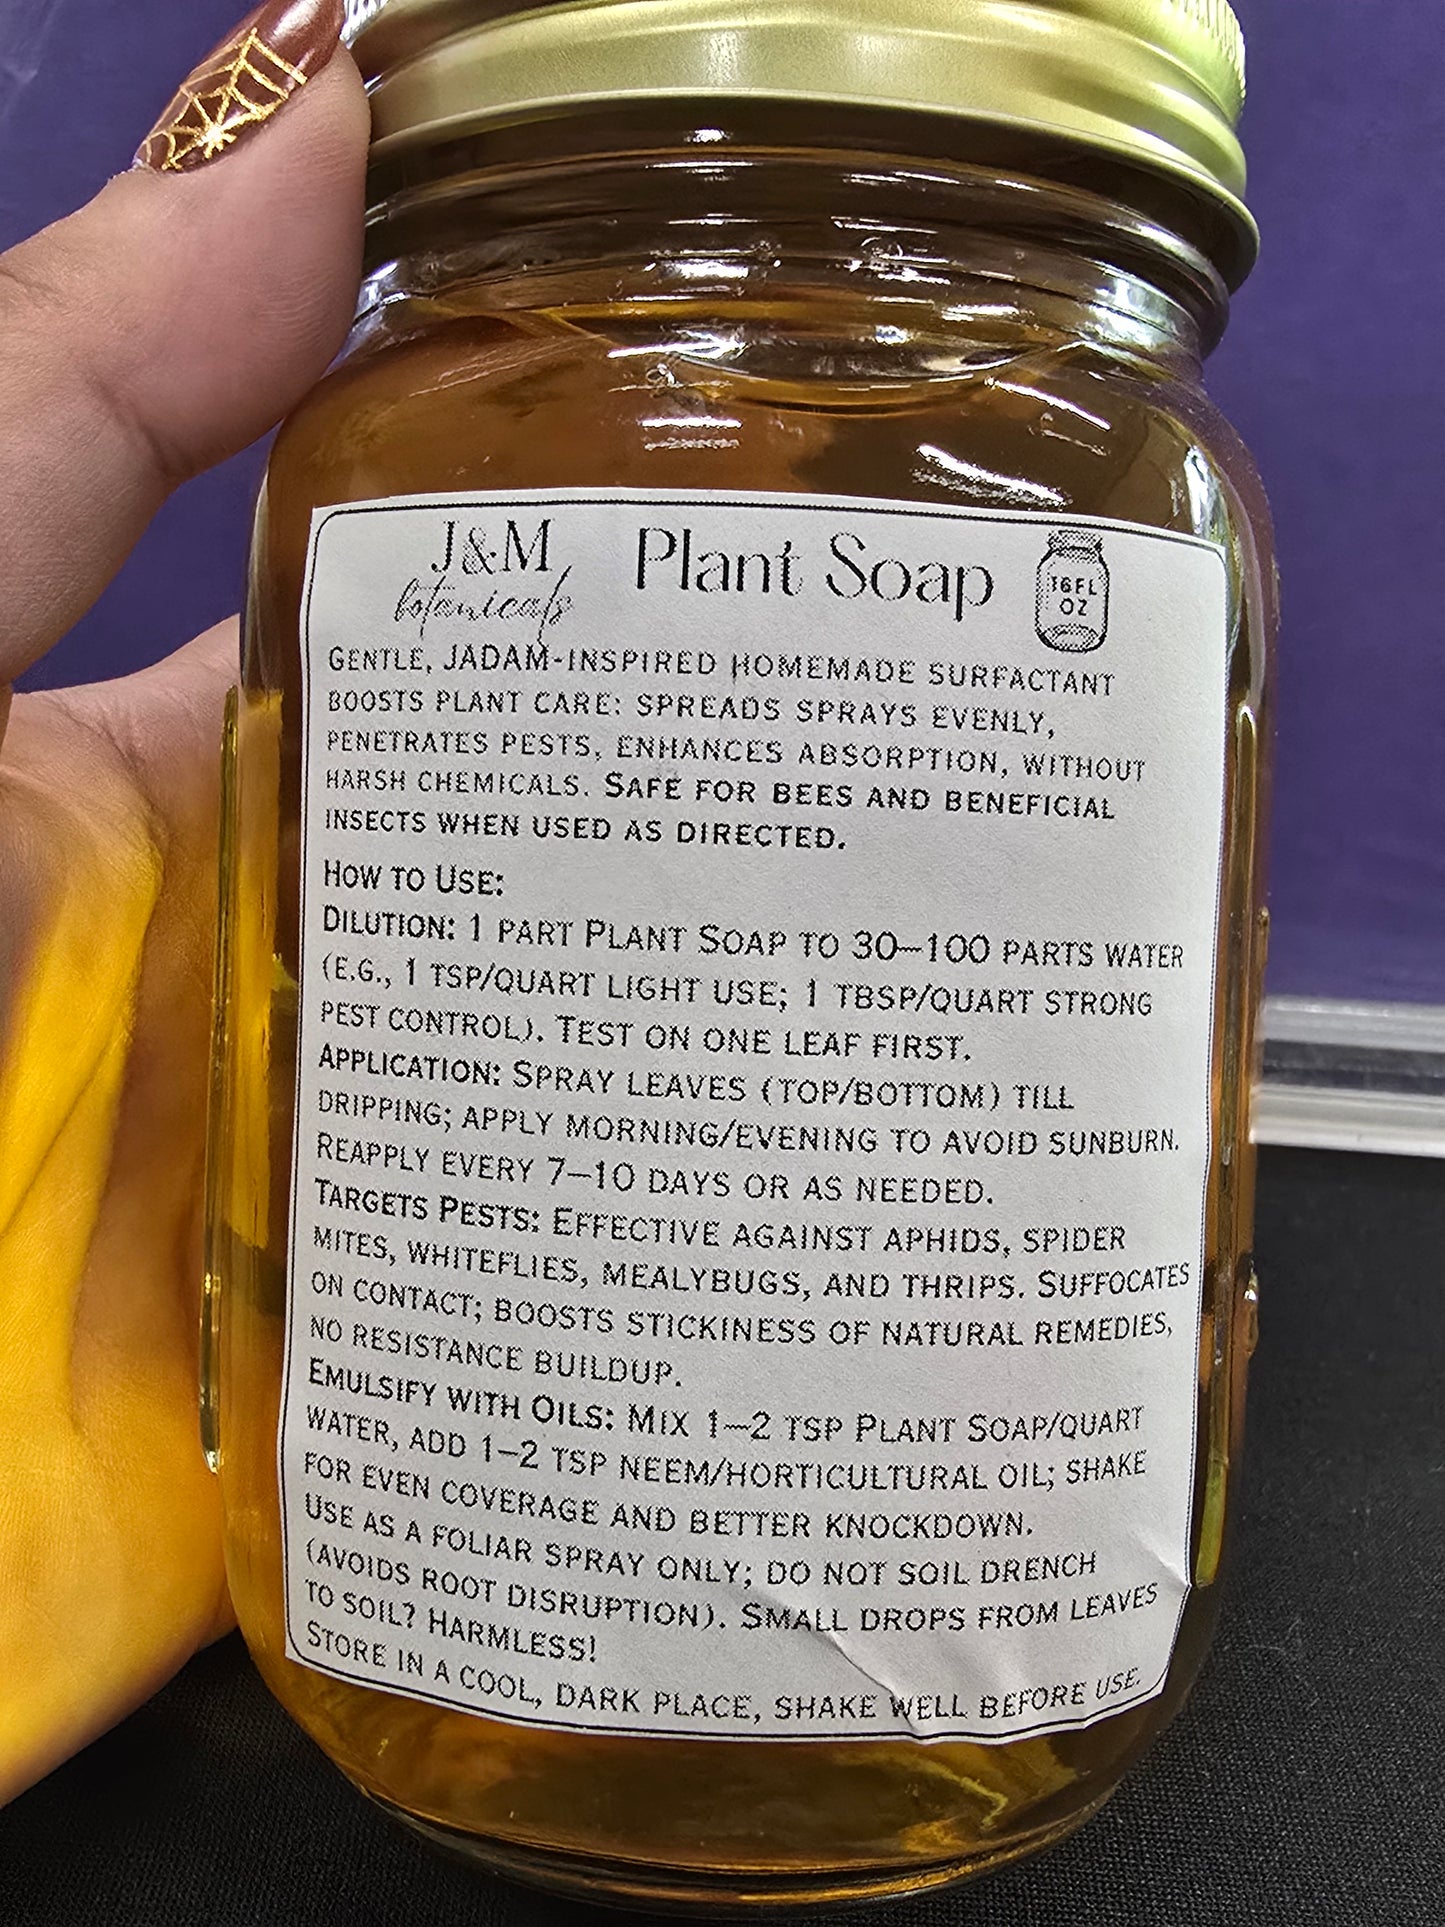 J&M
botanicals
Plant Soap
16 FL
OZ
GENTLE, JADAM-INSPIRED HOMEMADE SURFACTANT
BOOSTS PLANT CARE: SPREADS SPRAYS EVENLY,
PENETRATES PESTS, ENHANCES ABSORPTION, WITHOUT
HARSH CHEMICALS. SAFE FOR BEES AND BENEFICIAL
INSECTS WHEN USED AS DIRECTED.
HOW TO USE:
DILUTION: 1 PART PLANT SOAP TO 30–100 PARTS WATER
(E.G., 1 TSP/QUART LIGHT USE; 1 TBSP/QUART STRONG
PEST CONTROL). TEST ON ONE LEAF FIRST.
APPLICATION: SPRAY LEAVES (TOP/BOTTOM) TILL
DRIPPING; APPLY MORNING/EVENING TO AVOID SUNBURN.
REAPPLY EVERY 7–10 DAYS OR AS NEEDED.
TARGETS PESTS: EFFECTIVE AGAINST APHIDS, SPIDER
MITES, WHITEFLIES, MEALYBUGS, AND THRIPS. SUFFOCATES
ON CONTACT; BOOSTS STICKINESS OF NATURAL REMEDIES,
NO RESISTANCE BUILDUP.
EMULSIFY WITH OILS: MIX 1–2 TSP PLANT SOAP/QUART
WATER, ADD 1–2 TSP NEEM/HORTICULTURAL OIL; SHAKE
FOR EVEN COVERAGE AND BETTER KNOCKDOWN.
USE AS A FOLIAR SPRAY ONLY; DO NOT SOIL DRENCH
(AVOIDS ROOT DISRUPTION). SMALL DROPS FROM LEAVES
TO SOIL? HARMLESS!
STORE IN A COOL, DARK PLACE, SHAKE WELL BEFORE USE.